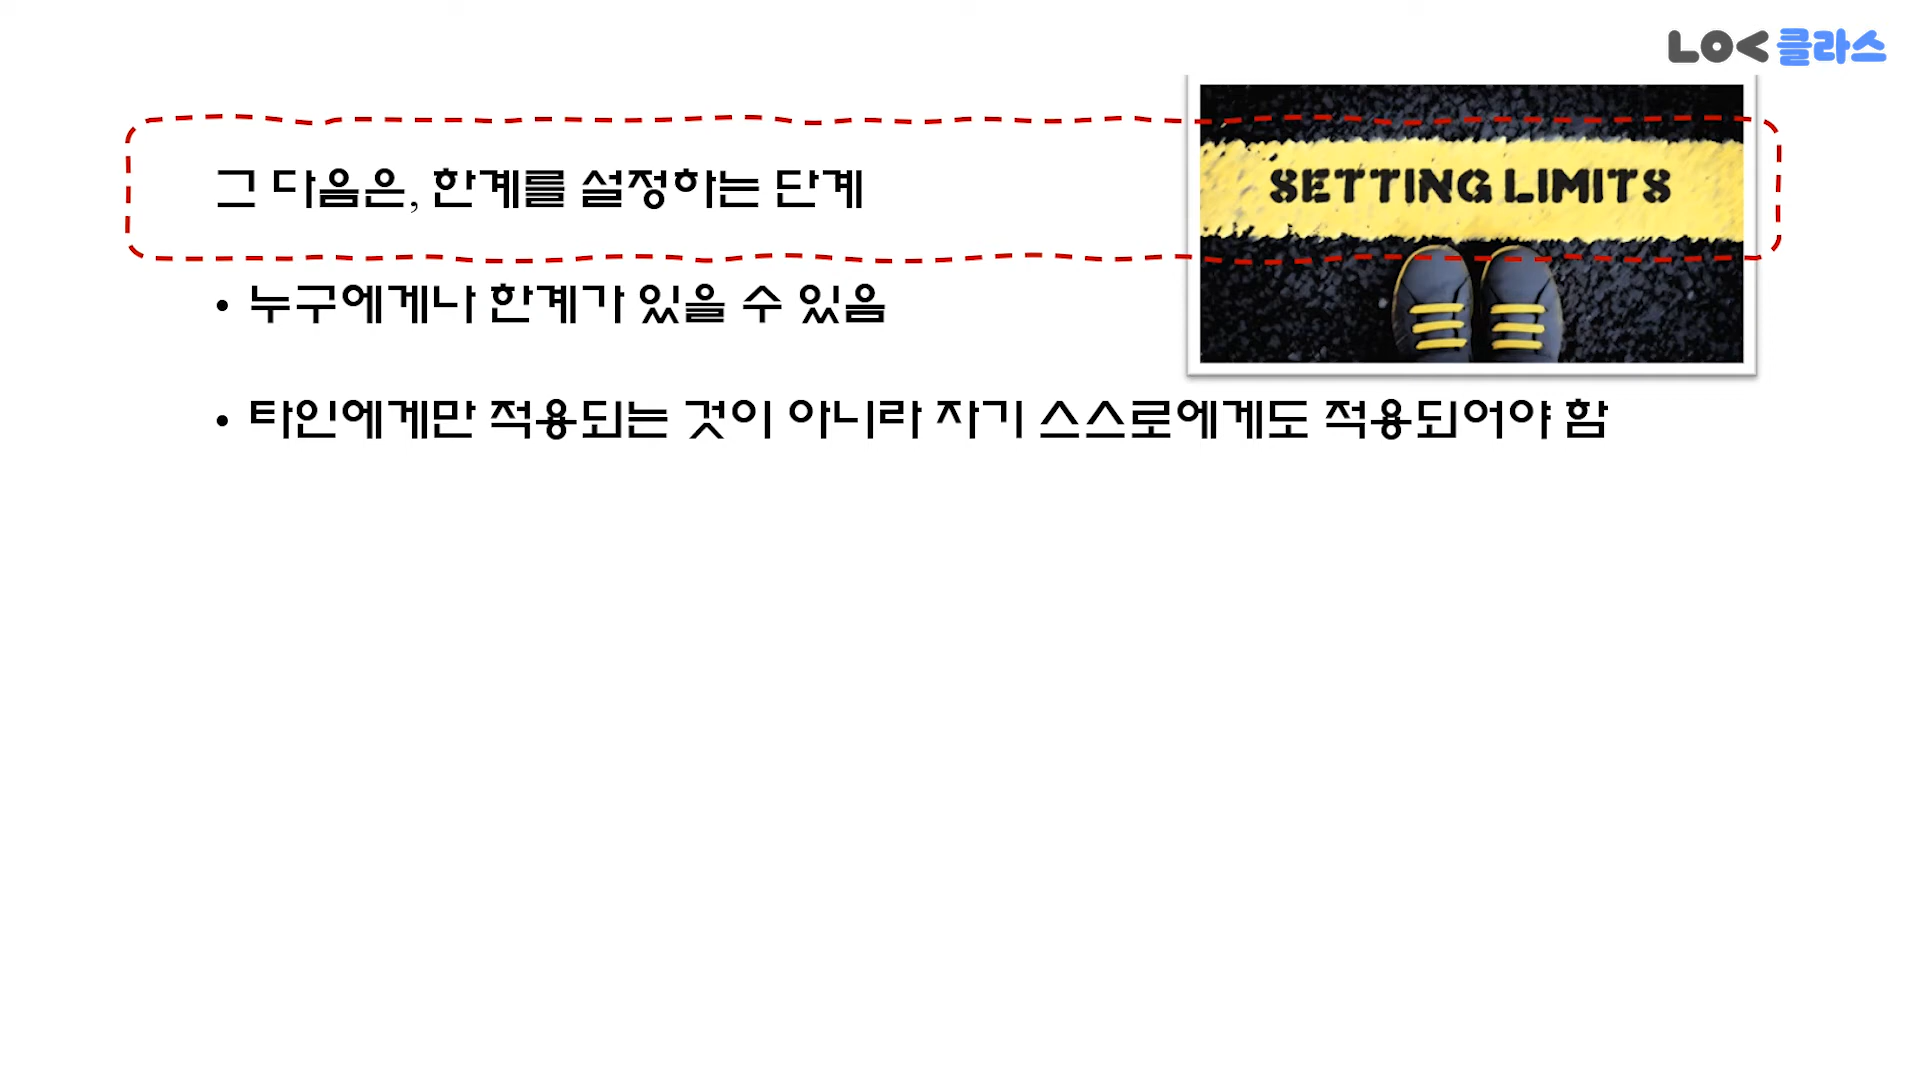 LOC 클라스
SETTING LIMITS
그 다음은, 한계를 설정하는 단계
• 누구에게나 한계가 있을 수 있음
• 타인에게만 적용되는 것이 아니라 자기 스스로에게도 적용되어야 함